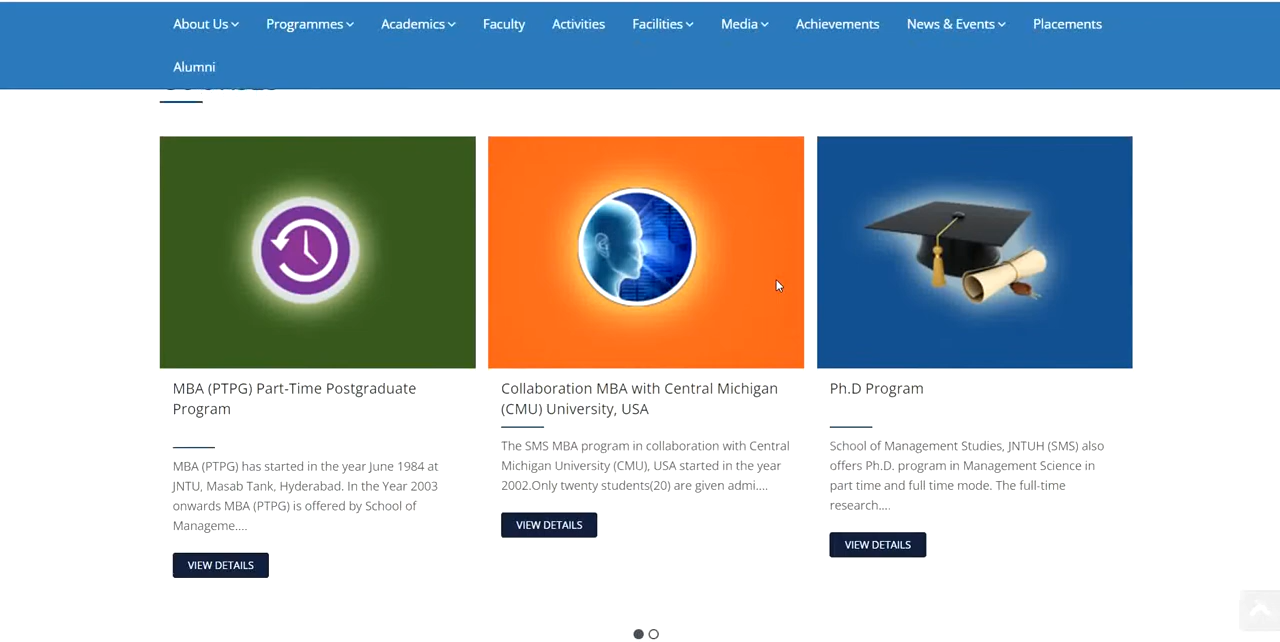 About Us Programmes Academics Faculty Activities Facilities Media Achievements News & Events Placements
Alumni
MBA (PTPG) Part-Time Postgraduate
Program
MBA (PTPG) has started in the year June 1984 at
JNTU, Masab Tank, Hyderabad. In the Year 2003
onwards MBA (PTPG) is offered by School of
Manageme....
VIEW DETAILS
Collaboration MBA with Central Michigan
(CMU) University, USA
The SMS MBA program in collaboration with Central
Michigan University (CMU), USA started in the year
2002.Only twenty students(20) are given admi....
VIEW DETAILS
Ph.D Program
School of Management Studies, JNTUH (SMS) also
offers Ph.D. program in Management Science in
part time and full time mode. The full-time
research....
VIEW DETAILS